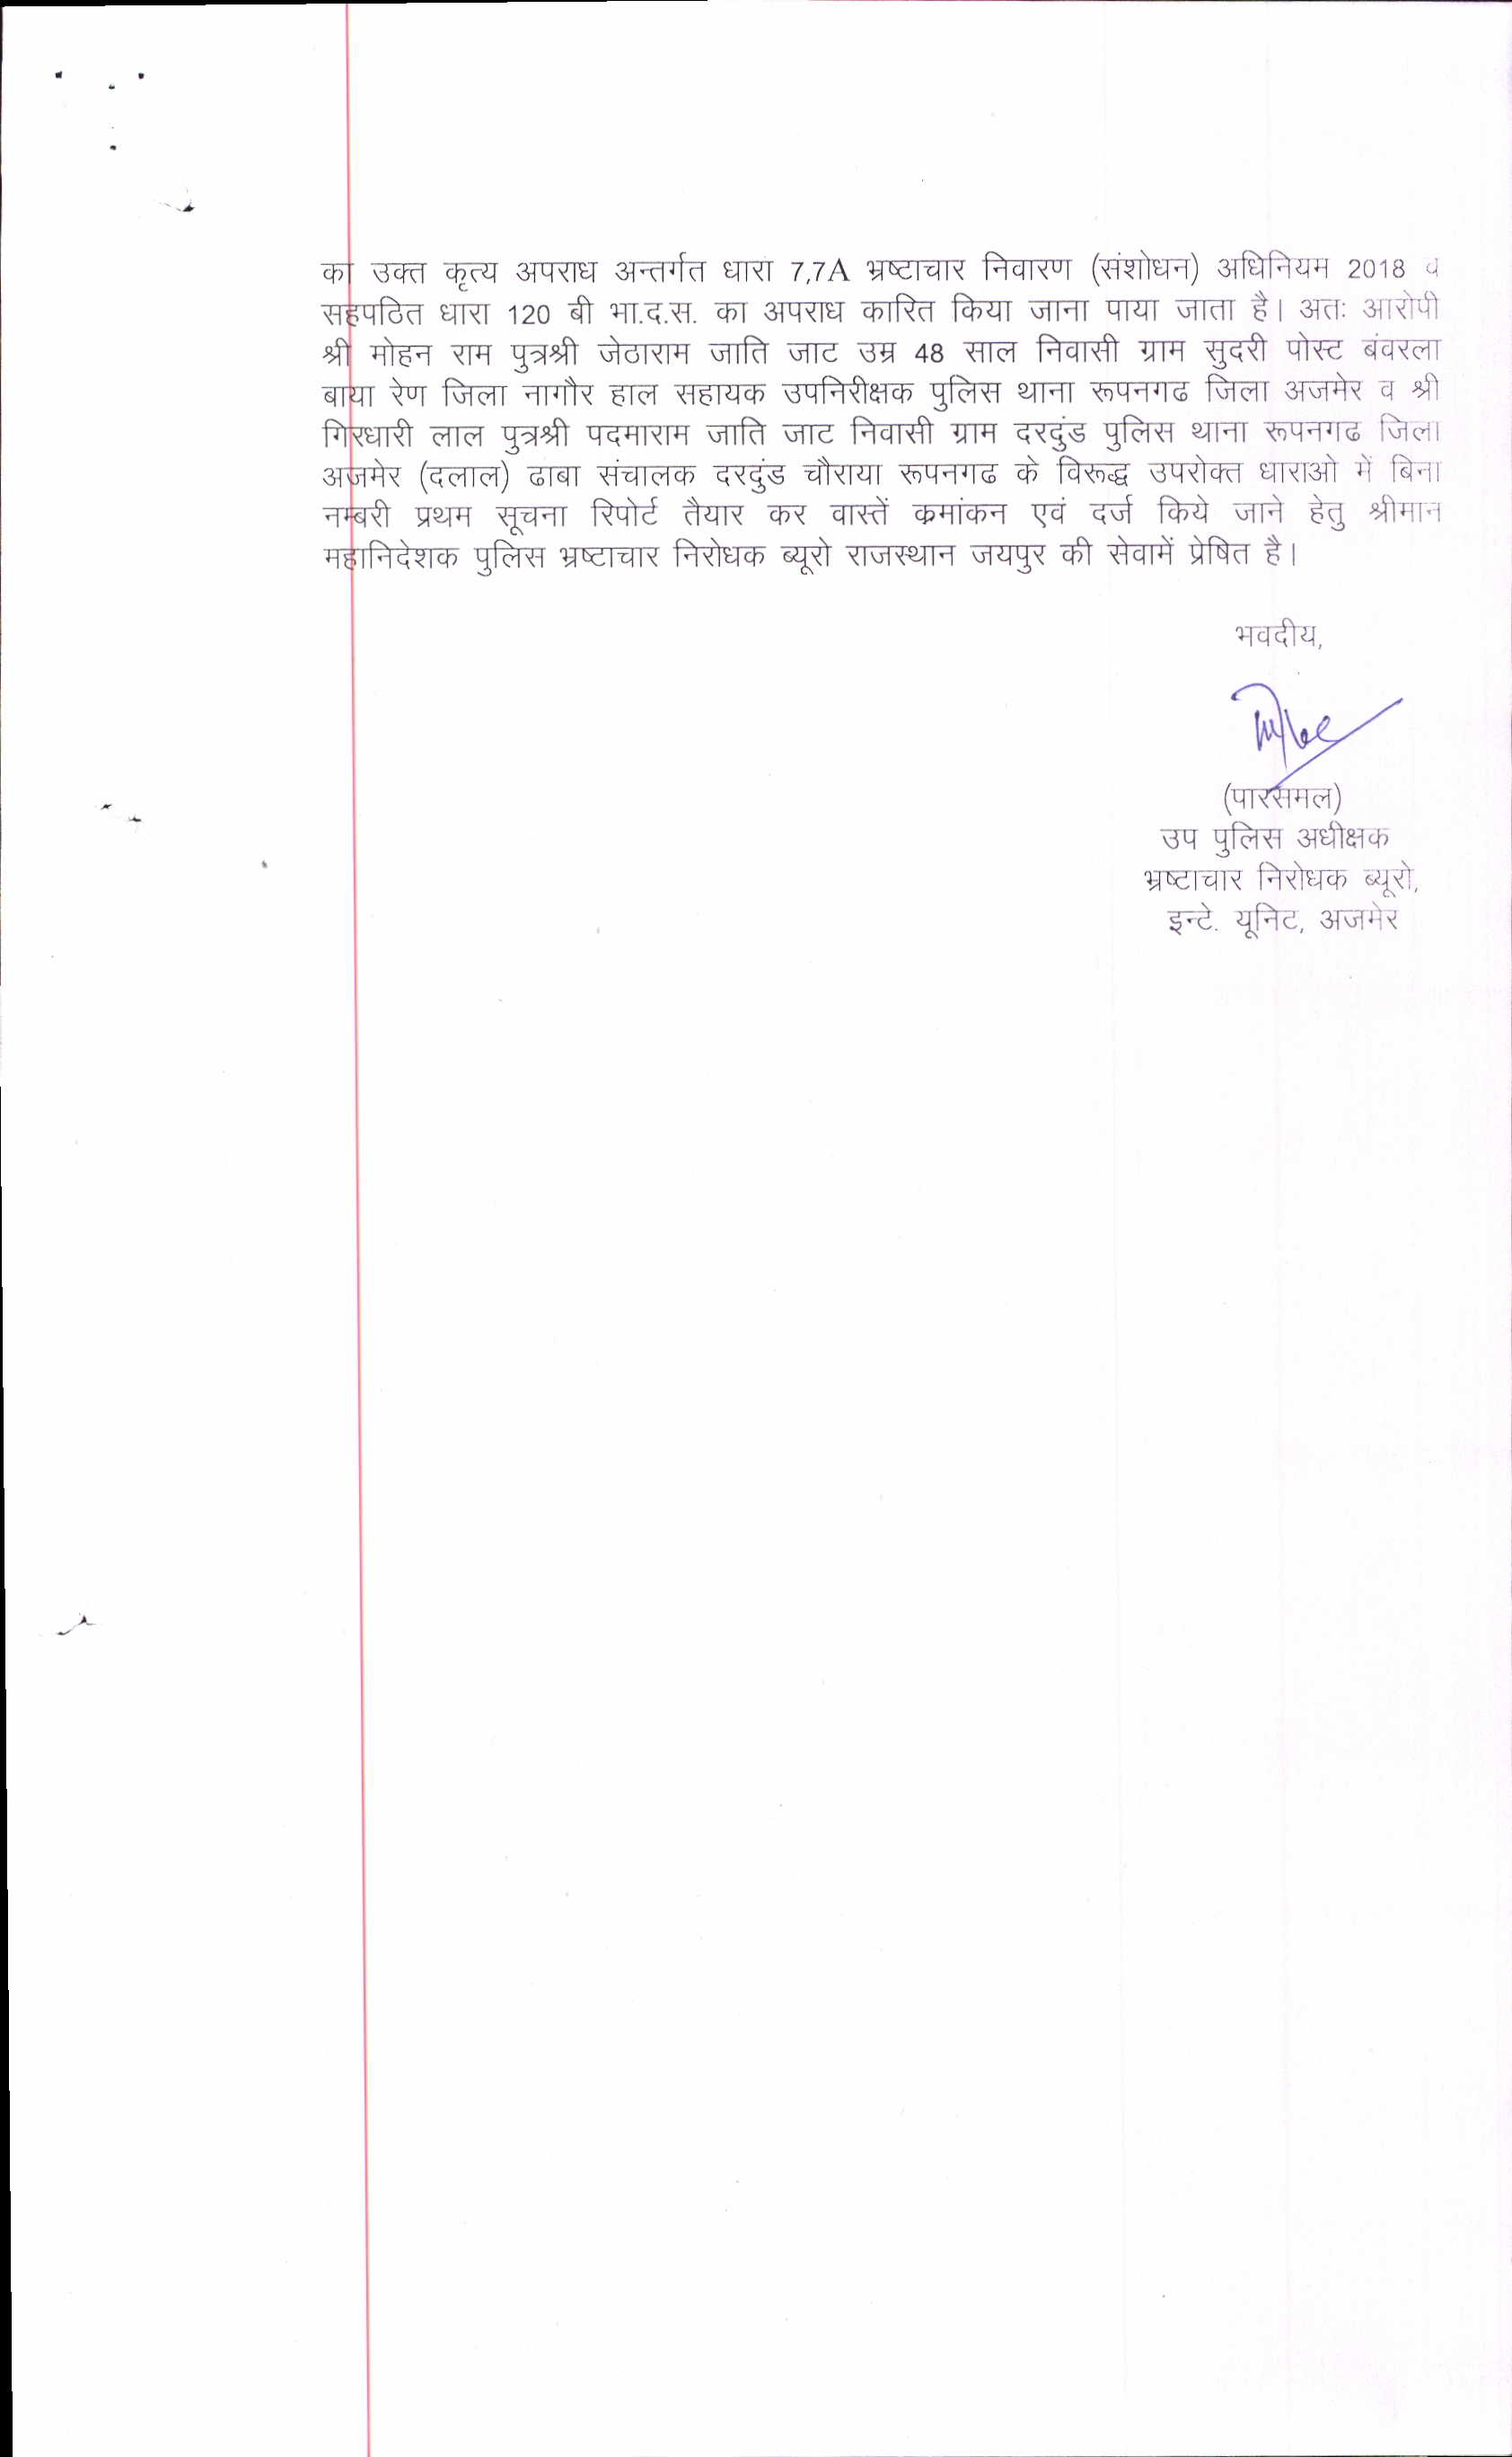 का उक्त कृत्य अपराध अन्तर्गत धारा 7,7A भ्रष्टाचार निवारण (संशोधन) अधिनियम 2018 व
सहपठित धारा 120 बी भा.द.स. का अपराध कारित किया जाना पाया जाता है। अतः आरोपी
श्री मोहन राम पुत्रश्री जेठाराम जाति जाट उम्र 48 साल निवासी ग्राम सुदरी पोस्ट बंवरला
बाया रेण जिला नागौर हाल सहायक उपनिरीक्षक पुलिस थाना रूपनगढ जिला अजमेर व श्री
गिरधारी लाल पुत्रश्री पदमाराम जाति जाट निवासी ग्राम दरदुंड पुलिस थाना रूपनगढ जिला
अजमेर (दलाल) ढाबा संचालक दरदुंड चौराया रूपनगढ के विरूद्ध उपरोक्त धाराओ में बिना
नम्बरी प्रथम सूचना रिपोर्ट तैयार कर वास्तें कमांकन एवं दर्ज किये जाने हेतु श्रीमान
महानिदेशक पुलिस भ्रष्टाचार निरोधक ब्यूरो राजस्थान जयपुर की सेवामें प्रेषित है।
भवदीय,
(पारसमल)
उप पुलिस अधीक्षक
भ्रष्टाचार निरोधक ब्यूरो,
इन्टे. यूनिट, अजमेर